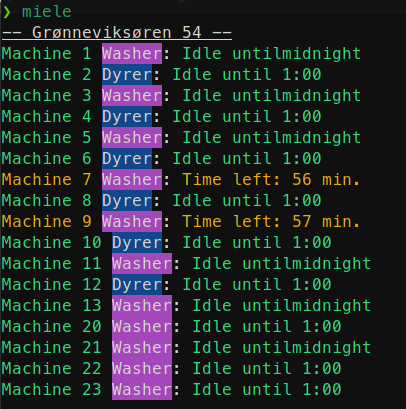 ❯ miele
—— Grønneviksøren 54 ——
Machine 1 Washer: Idle untilmidnight
Machine 2 Dyrer: Idle until 1:00
Machine 3 Washer: Idle untilmidnight
Machine 4 Dyrer: Idle until 1:00
Machine 5 Washer: Idle untilmidnight
Machine 6 Dyrer: Idle until 1:00
Machine 7 Washer: Time left: 56 min.
Machine 8 Dyrer: Idle until 1:00
Machine 9 Washer: Time left: 57 min.
Machine 10 Dyrer: Idle until 1:00
Machine 11 Washer: Idle untilmidnight
Machine 12 Dyrer: Idle until 1:00
Machine 13 Washer: Idle untilmidnight
Machine 20 Washer: Idle until 1:00
Machine 21 Washer: Idle untilmidnight
Machine 22 Washer: Idle until 1:00
Machine 23 Washer: Idle until 1:00